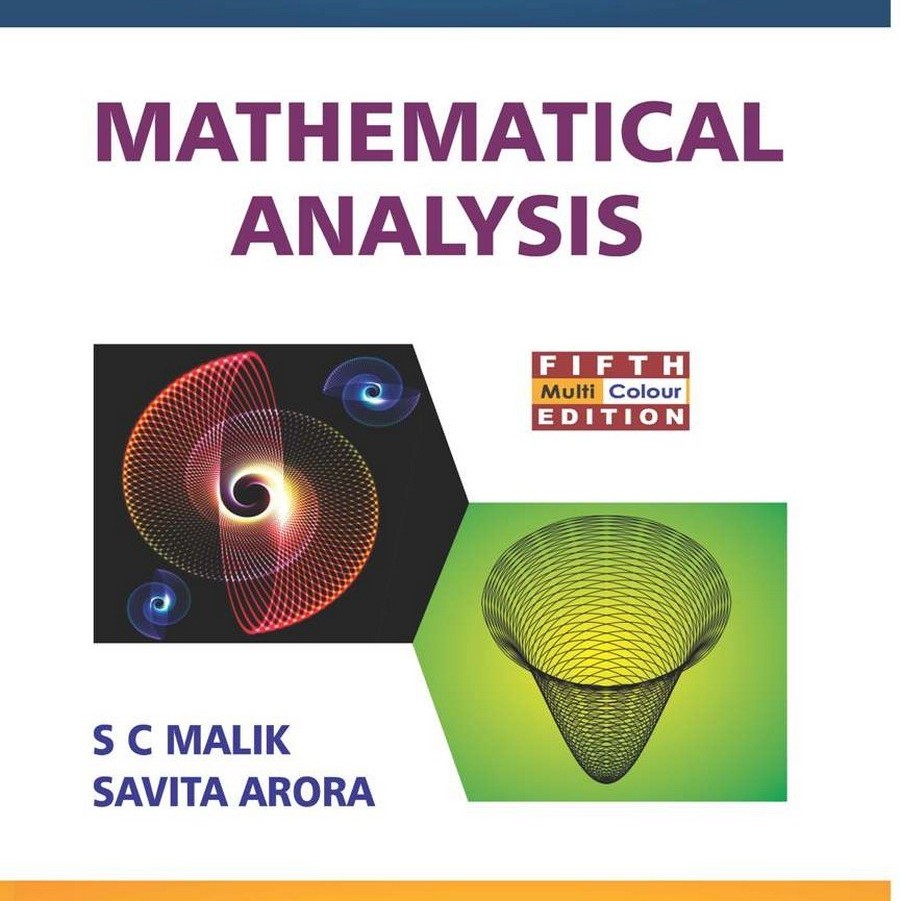 MATHEMATICAL
ANALYSIS
FIFTH
Multi Colour
EDITION
S C MALIK
SAVITA ARORA